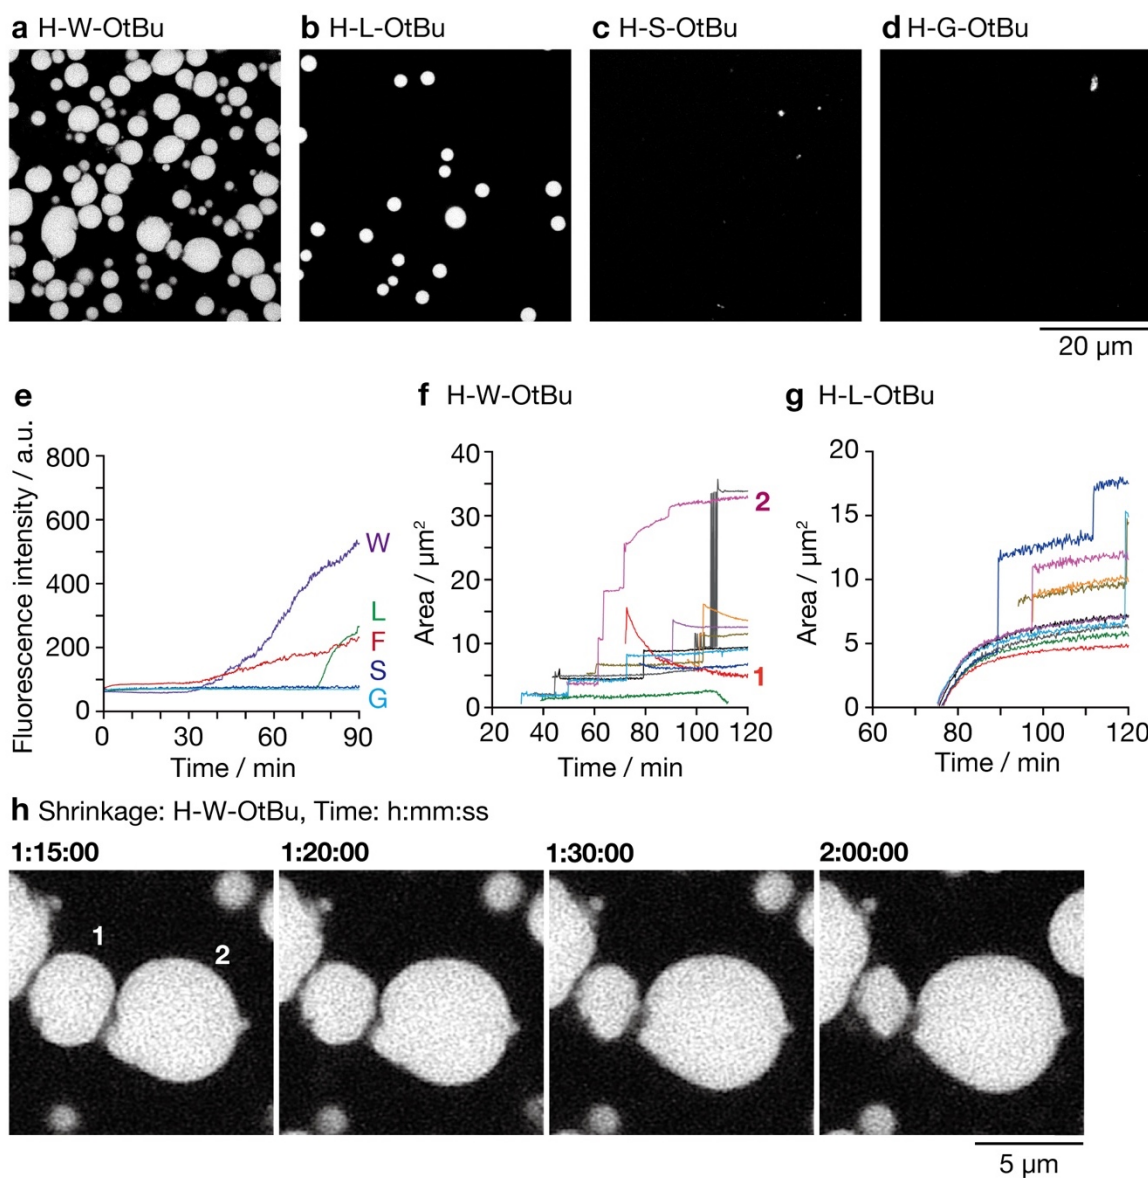 a H-W-OtBu
b H-L-OtBu
c H-S-OtBu
d H-G-OtBu
20 µm
e
Fluorescence intensity / a.u.
800
600
400
200
0
0 30 60 90
Time / min
W
L
F
S
G
f H-W-OtBu
Area / µm²
40
30
20
10
0
20 40 60 80 100 120
Time / min
2
1
g H-L-OtBu
Area / µm²
20
15
10
5
0
60 80 100 120
Time / min
h Shrinkage: H-W-OtBu, Time: h:mm:ss
1:15:00 1:20:00 1:30:00 2:00:00
1
2
5 µm